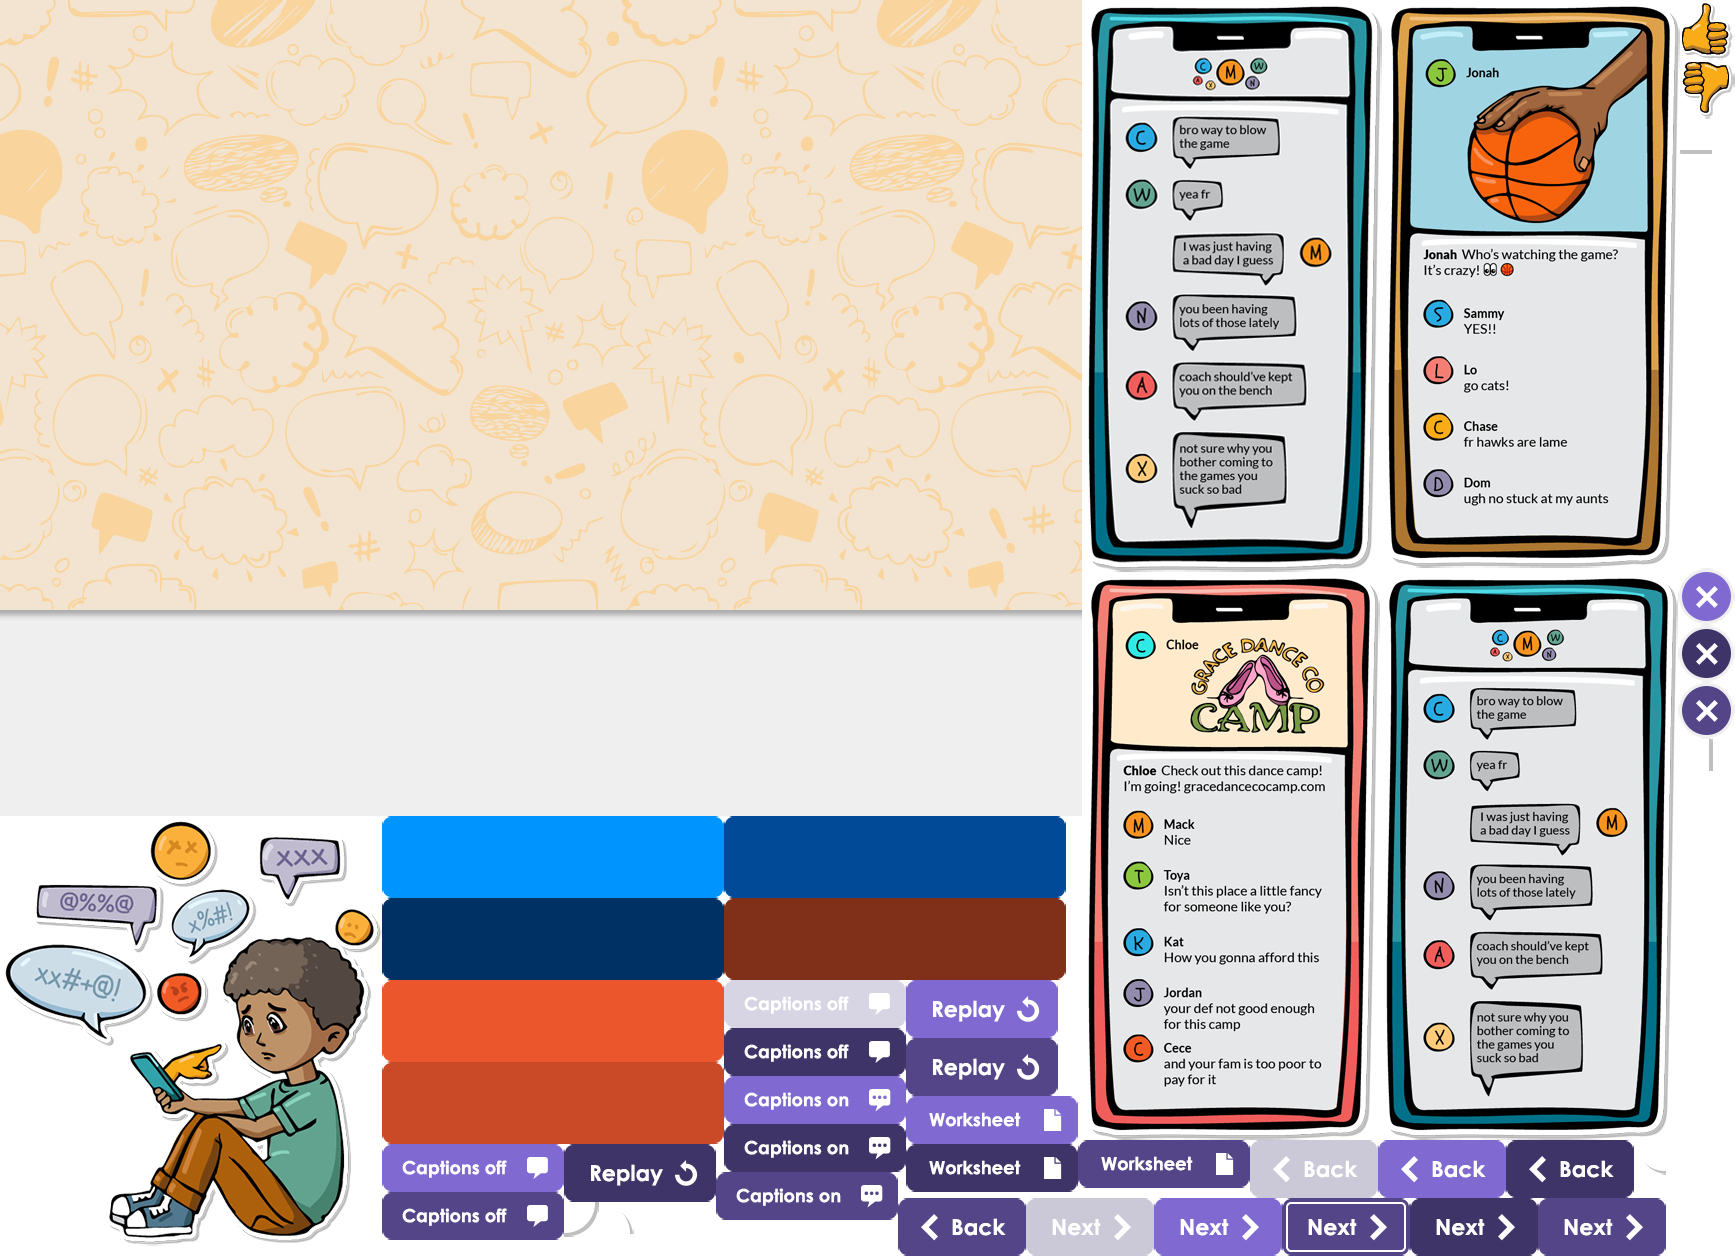 C
M
W
A
X
N
C
bro way to blow
the game
W
yea fr
I was just having
a bad day I guess
M
N
you been having
lots of those lately
A
coach should've kept
you on the bench
X
not sure why you
bother coming to
the games you
suck so bad
J
Jonah
Jonah Who's watching the game?
It's crazy! 👀 🏀
S
Sammy
YES!!
L
Lo
go cats!
C
Chase
fr hawks are lame
D
Dom
ugh no stuck at my aunts
C
Chloe
GRACE DANCE CO
CAMP
Chloe Check out this dance camp!
I'm going! gracedancecocamp.com
M
Mack
Nice
T
Toya
Isn't this place a little fancy
for someone like you?
K
Kat
How you gonna afford this
J
Jordan
your def not good enough
for this camp
C
Cece
and your fam is too poor to
pay for it
C
M
W
A
X
N
C
bro way to blow
the game
W
yea fr
I was just having
a bad day I guess
M
N
you been having
lots of those lately
A
coach should've kept
you on the bench
X
not sure why you
bother coming to
the games you
suck so bad
XXX
@%%@
x%#!
xx#+@!
Captions off
Captions off
Captions on
Captions on
Captions off
Captions off
Captions on
Replay
Replay
Replay
Worksheet
Worksheet
Worksheet
Back
Back
Back
Back
Next
Next
Next
Next
Next